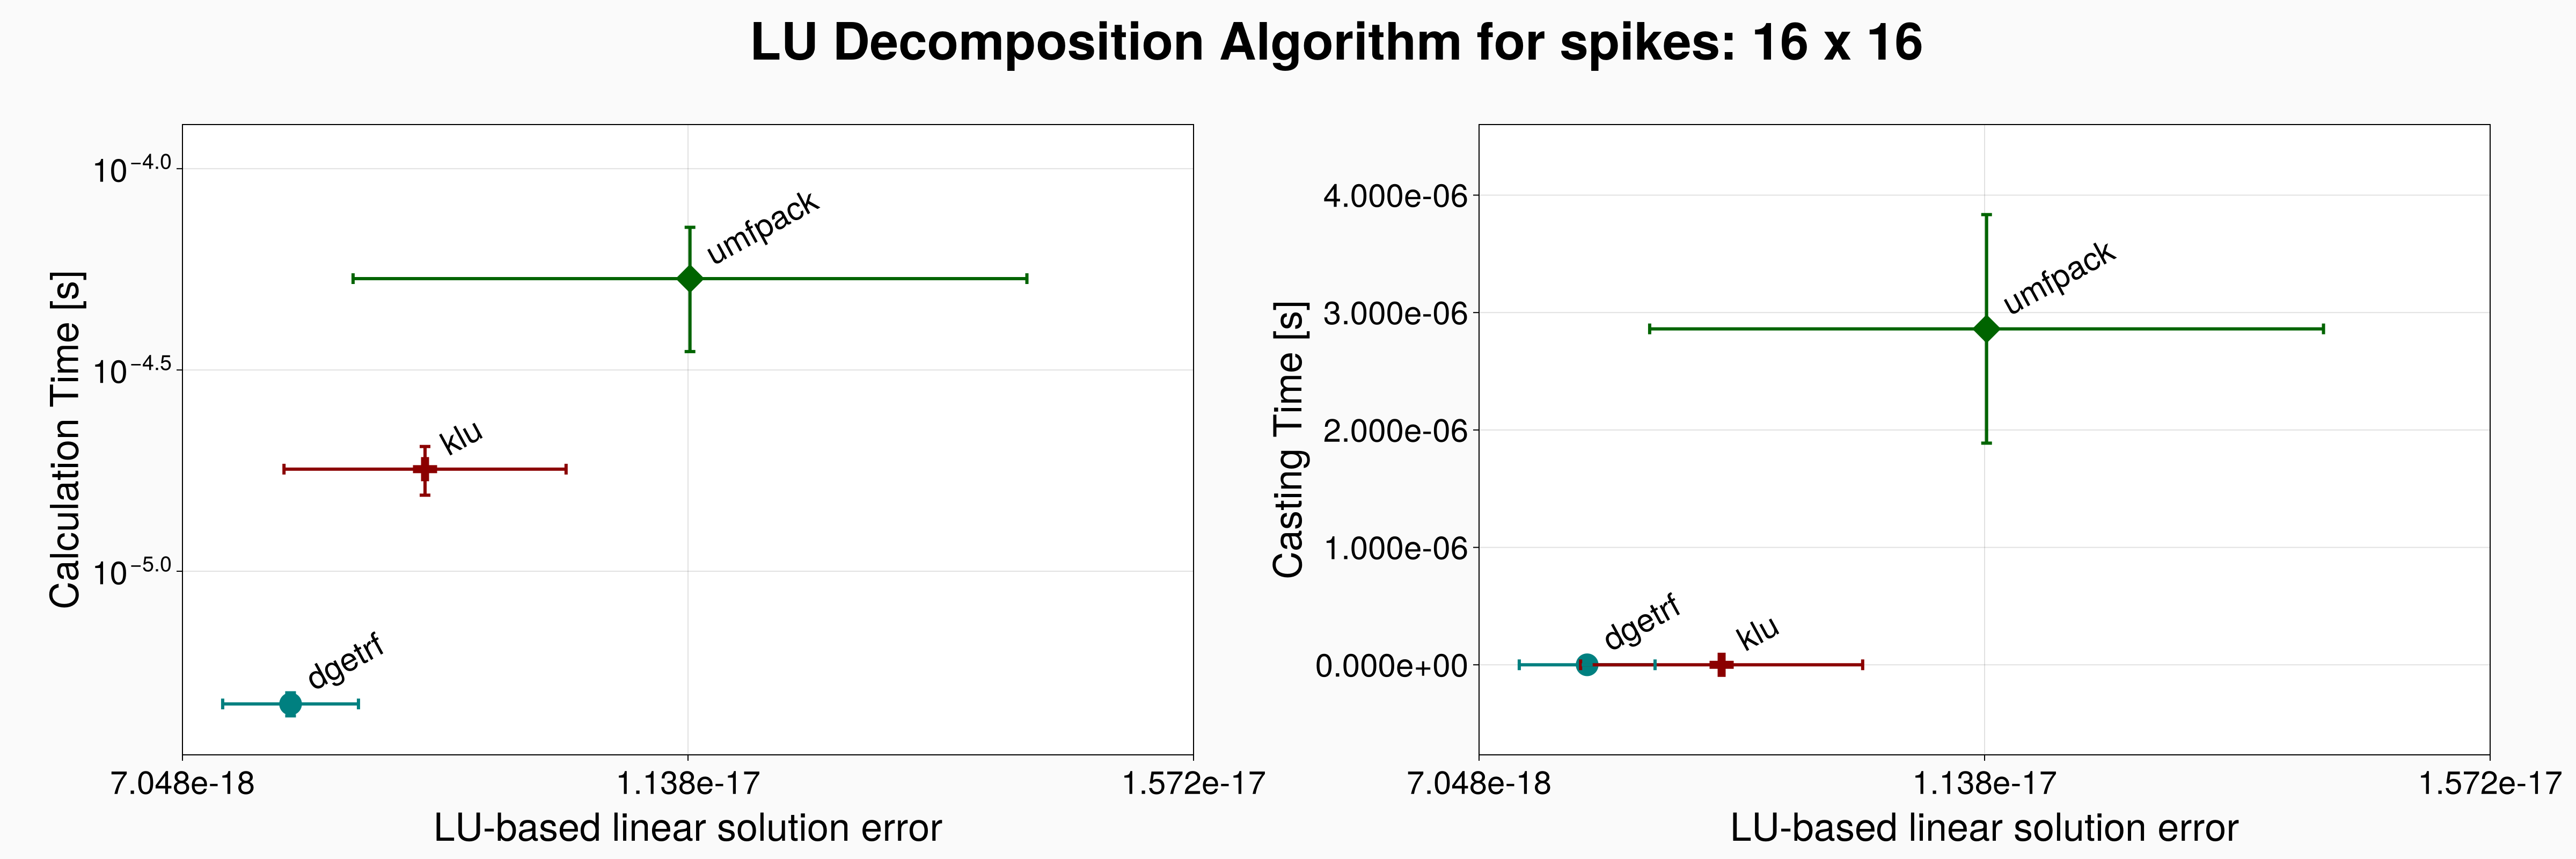 LU Decomposition Algorithm for spikes: 16 x 16
Calculation Time [s]
10^−4.0
10^−4.5
10^−5.0
umfpack
klu
dgetrf
7.048e-18 1.138e-17 1.572e-17
LU-based linear solution error
Casting Time [s]
4.000e-06
3.000e-06
2.000e-06
1.000e-06
0.000e+00
umfpack
dgetrf
klu
7.048e-18 1.138e-17 1.572e-17
LU-based linear solution error